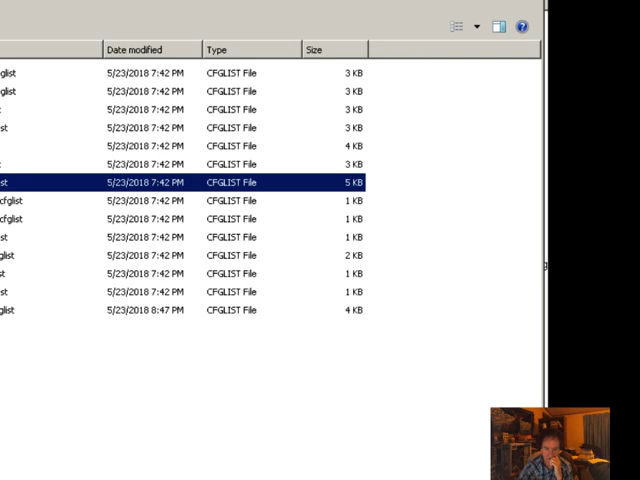 Date modified Type Size
glist 5/23/2018 7:42 PM CFGLIST File 3 KB
glist 5/23/2018 7:42 PM CFGLIST File 3 KB
t 5/23/2018 7:42 PM CFGLIST File 3 KB
st 5/23/2018 7:42 PM CFGLIST File 3 KB
5/23/2018 7:42 PM CFGLIST File 4 KB
t 5/23/2018 7:42 PM CFGLIST File 3 KB
ist 5/23/2018 7:42 PM CFGLIST File 5 KB
cfglist 5/23/2018 7:42 PM CFGLIST File 1 KB
cfglist 5/23/2018 7:42 PM CFGLIST File 1 KB
st 5/23/2018 7:42 PM CFGLIST File 1 KB
glist 5/23/2018 7:42 PM CFGLIST File 2 KB
st 5/23/2018 7:42 PM CFGLIST File 1 KB
ist 5/23/2018 7:42 PM CFGLIST File 1 KB
glist 5/23/2018 8:47 PM CFGLIST File 4 KB
g